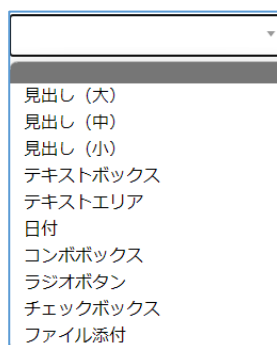 見出し（大）
見出し（中）
見出し（小）
テキストボックス
テキストエリア
日付
コンボボックス
ラジオボタン
チェックボックス
ファイル添付